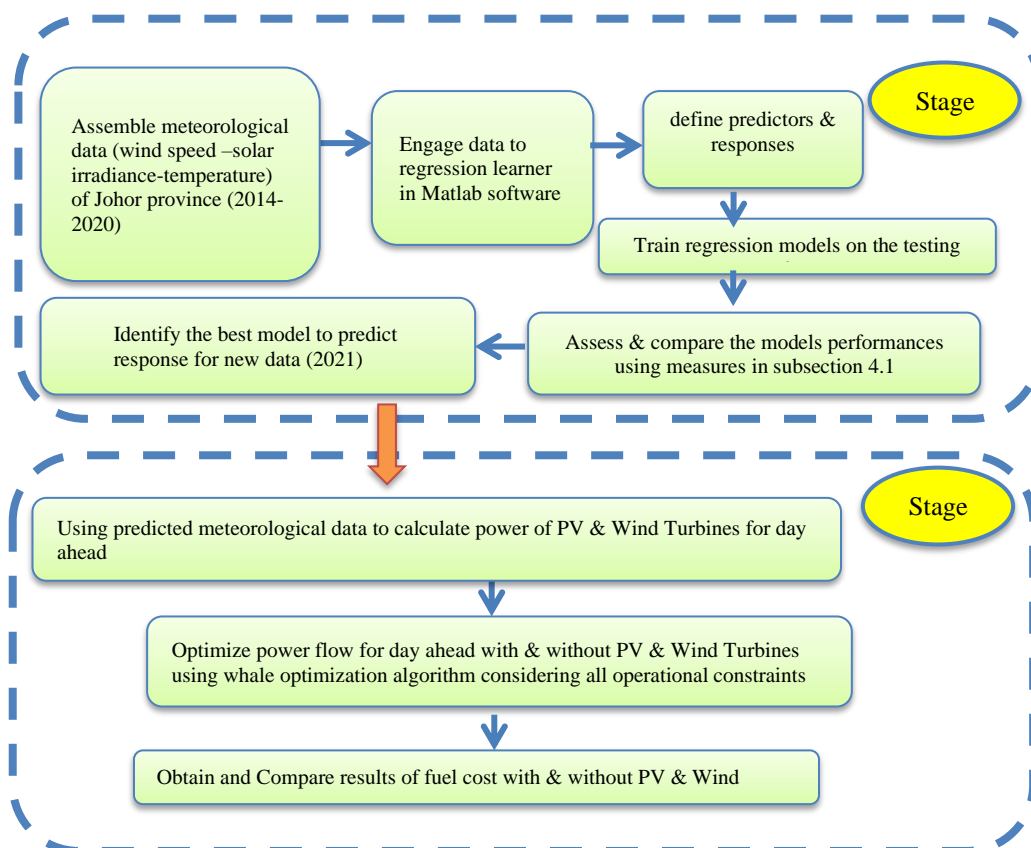 Stage
Assemble meteorological
data (wind speed –solar
irradiance-temperature)
of Johor province (2014-
2020)
Engage data to
regression learner
in Matlab software
define predictors &
responses
Train regression models on the testing
Assess & compare the models performances
using measures in subsection 4.1
Identify the best model to predict
response for new data (2021)
Stage
Using predicted meteorological data to calculate power of PV & Wind Turbines for day
ahead
Optimize power flow for day ahead with & without PV & Wind Turbines
using whale optimization algorithm considering all operational constraints
Obtain and Compare results of fuel cost with & without PV & Wind